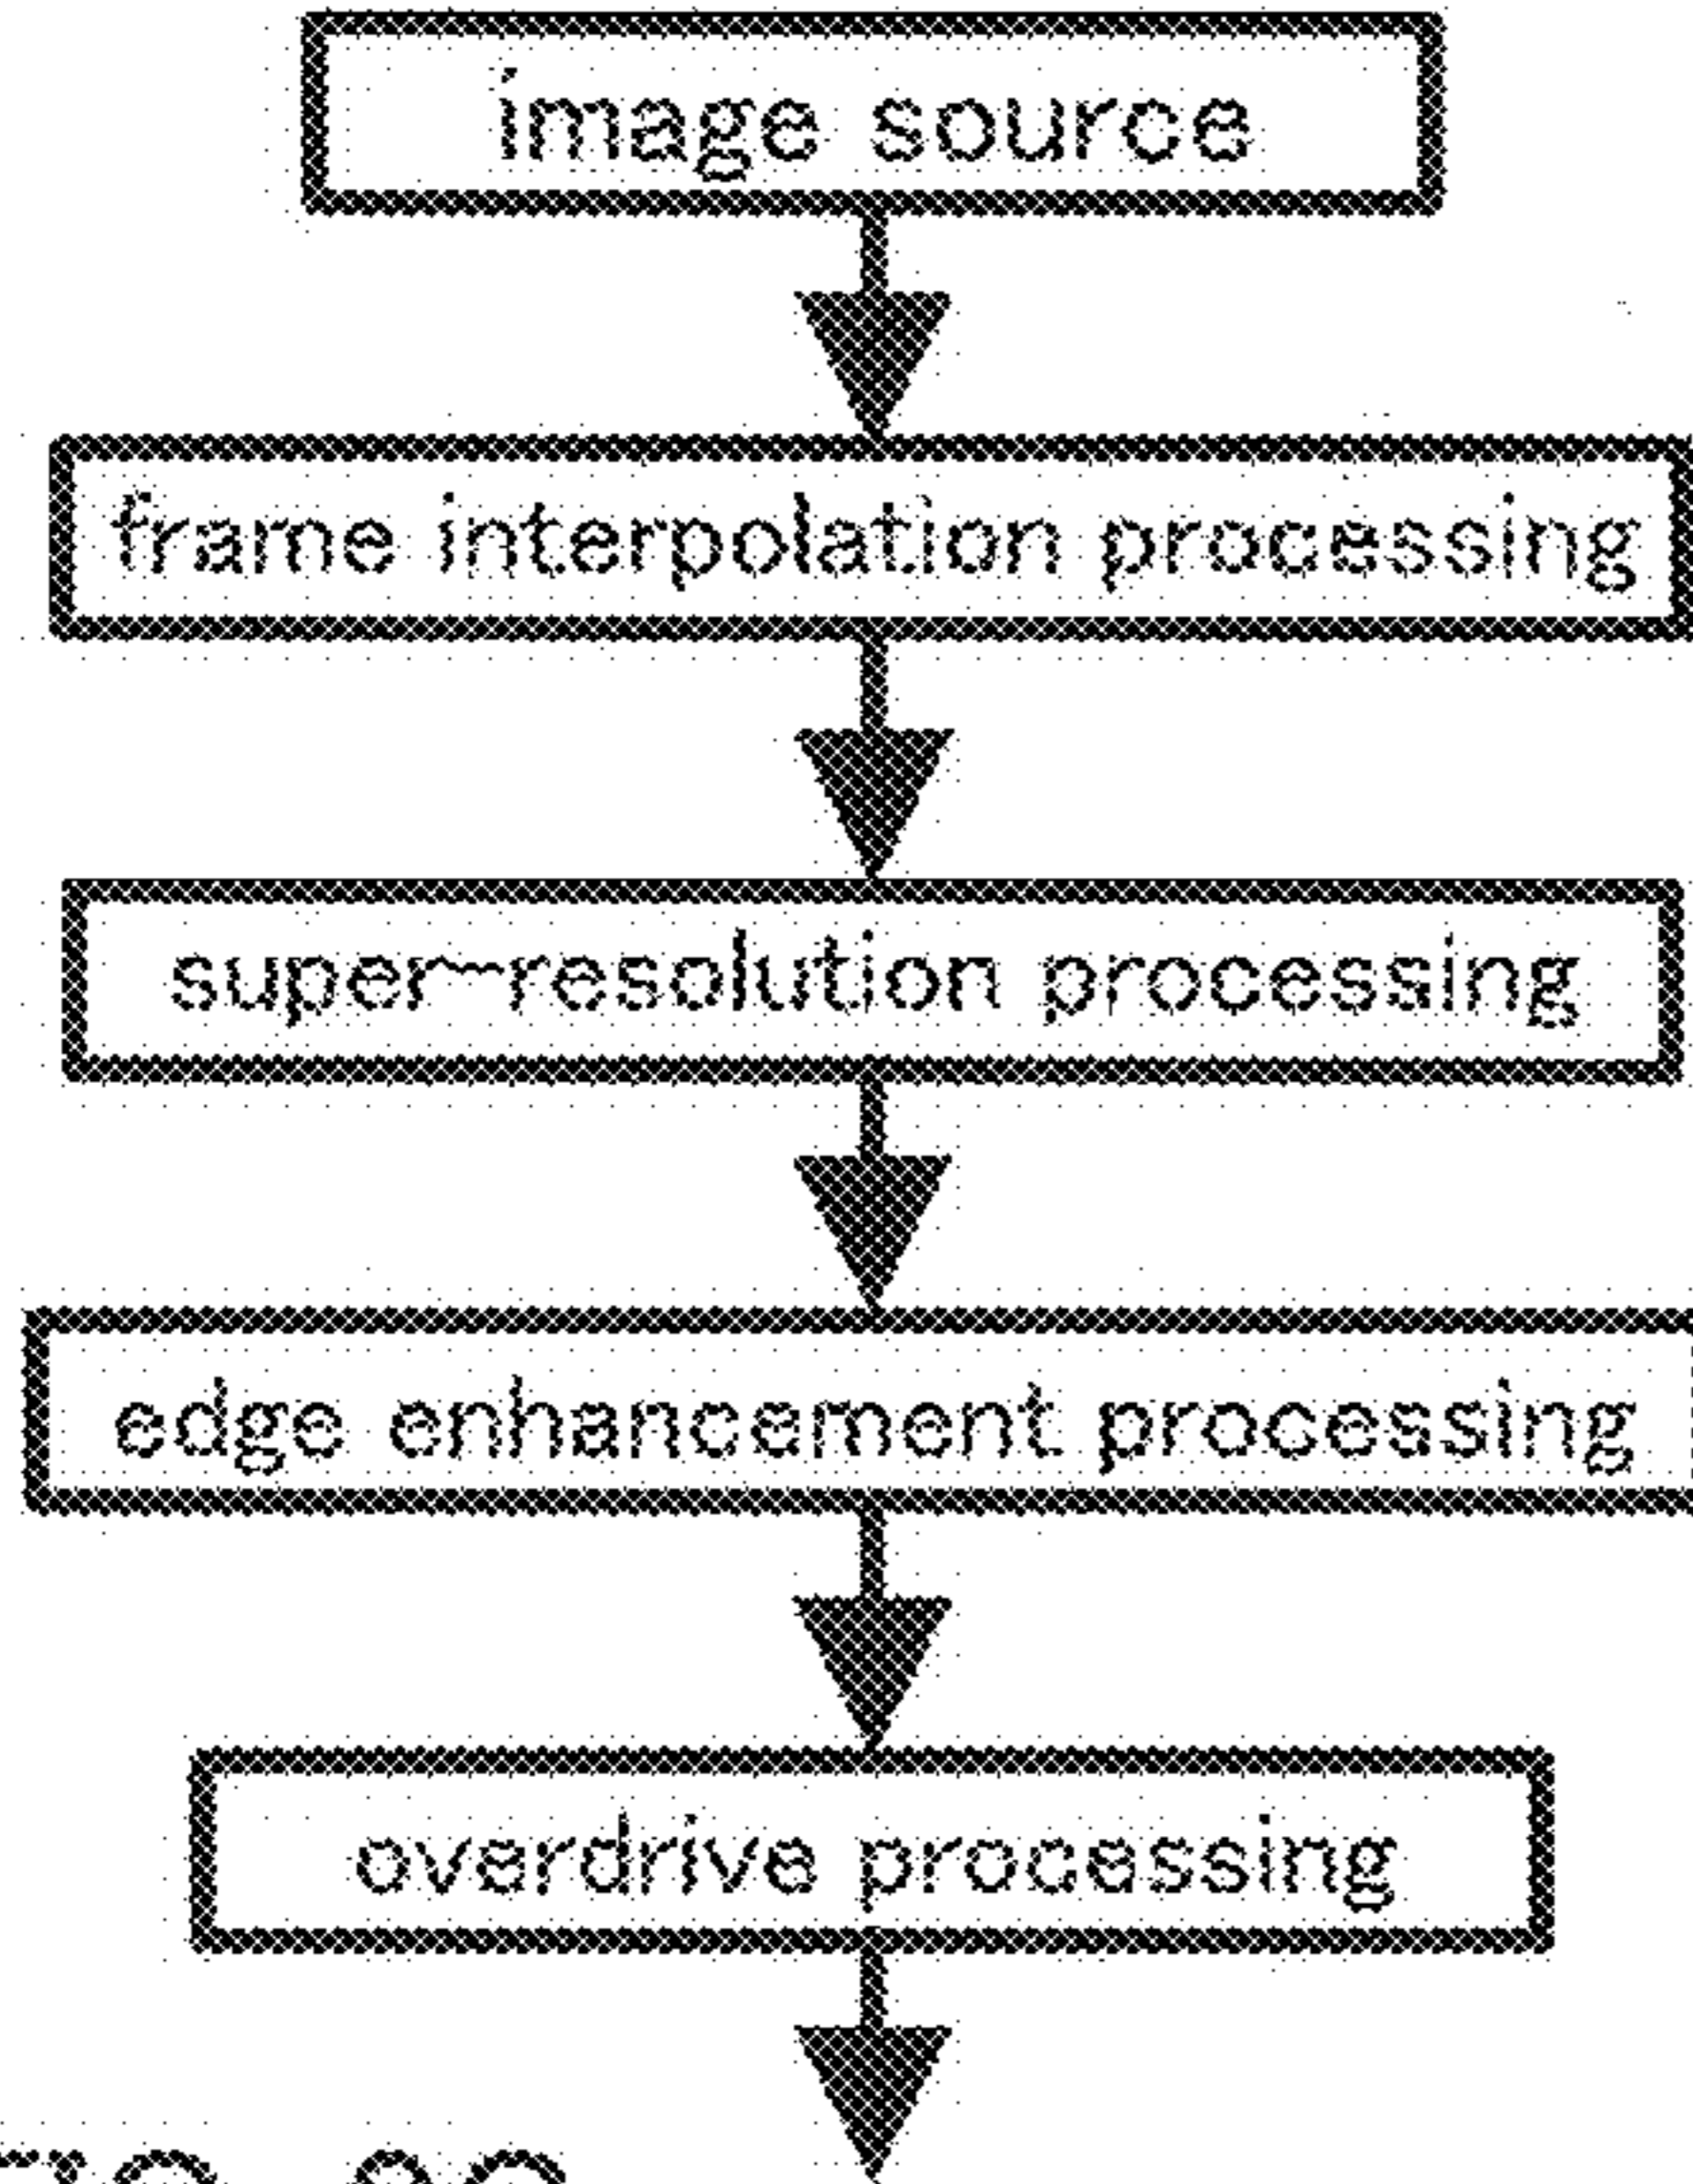 image source
frame interpolation processing
super-resolution processing
edge enhancement processing
overdrive processing